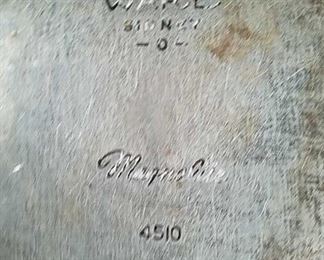 SIDNEY
-O-
Magnalite
4510